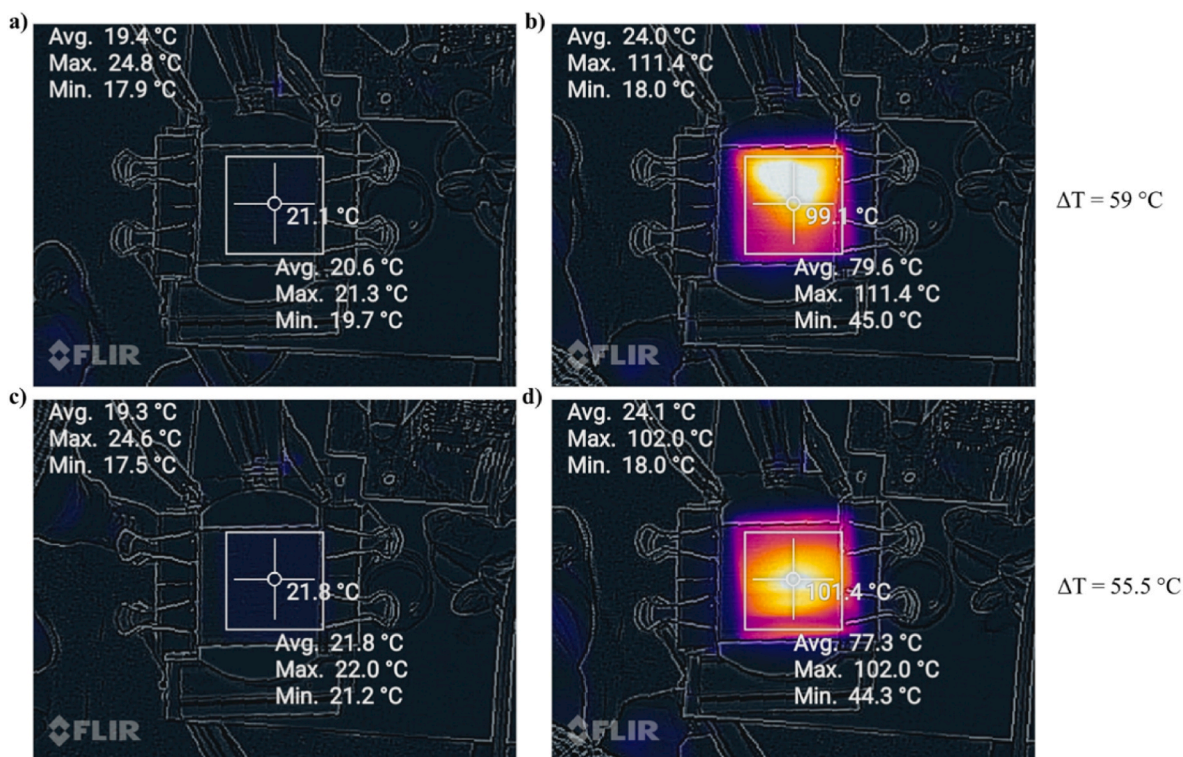 a)
Avg. 19.4 °C
Max. 24.8 °C
Min. 17.9 °C
21.1 °C
Avg. 20.6 °C
Max. 21.3 °C
Min. 19.7 °C
FLIR
b)
Avg. 24.0 °C
Max. 111.4 °C
Min. 18.0 °C
99.1 °C
Avg. 79.6 °C
Max. 111.4 °C
Min. 45.0 °C
FLIR
ΔT = 59 °C
c)
Avg. 19.3 °C
Max. 24.6 °C
Min. 17.5 °C
21.8 °C
Avg. 21.8 °C
Max. 22.0 °C
Min. 21.2 °C
FLIR
d)
Avg. 24.1 °C
Max. 102.0 °C
Min. 18.0 °C
101.4 °C
Avg. 77.3 °C
Max. 102.0 °C
Min. 44.3 °C
FLIR
ΔT = 55.5 °C